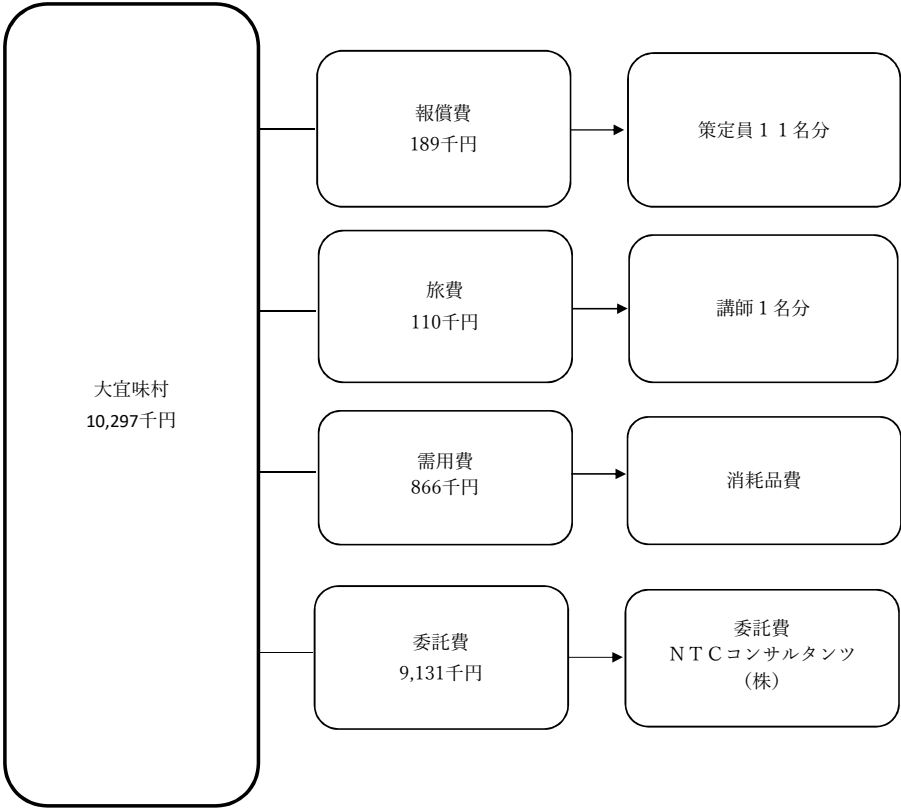 大宜味村
10,297千円
報償費
189千円
策定員１１名分
旅費
110千円
講師１名分
需用費
866千円
消耗品費
委託費
9,131千円
委託費
ＮＴＣコンサルタンツ
（株）